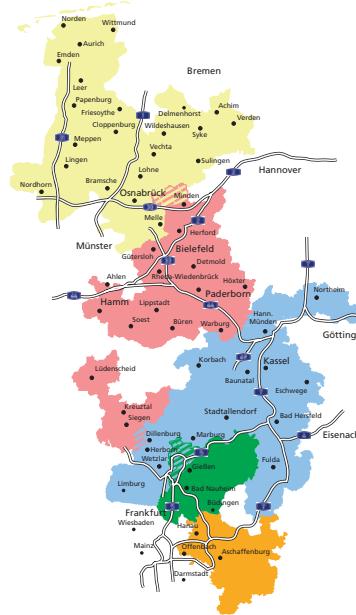 Norden
Wittmund
Aurich
Emden
Bremen
Leer
Papenburg
Friesoythe
Delmenhorst
Achim
Cloppenburg
Wildeshausen
Verden
Syke
Meppen
Vechta
Lingen
Sulingen
Lohne
Hannover
Nordhorn
Bramsche
Osnabrück
Minden
Melle
Herford
Münster
Bielefeld
Gütersloh
Detmold
Rheda-Wiedenbrück
Ahlen
Höxter
Paderborn
Hamm
Lippstadt
Northeim
Hann.
Münden
Soest
Büren
Warburg
Götting
Korbach
Kassel
Lüdenscheid
Baunatal
Eschwege
Kreuztal
Stadtallendorf
Siegen
Bad Hersfeld
Dillenburg
Marburg
Eisenach
Herborn
Wetzlar
Gießen
Fulda
Limburg
Bad Nauheim
Büdingen
Frankfurt
Wiesbaden
Hanau
Mainz
Offenbach
Aschaffenburg
Darmstadt